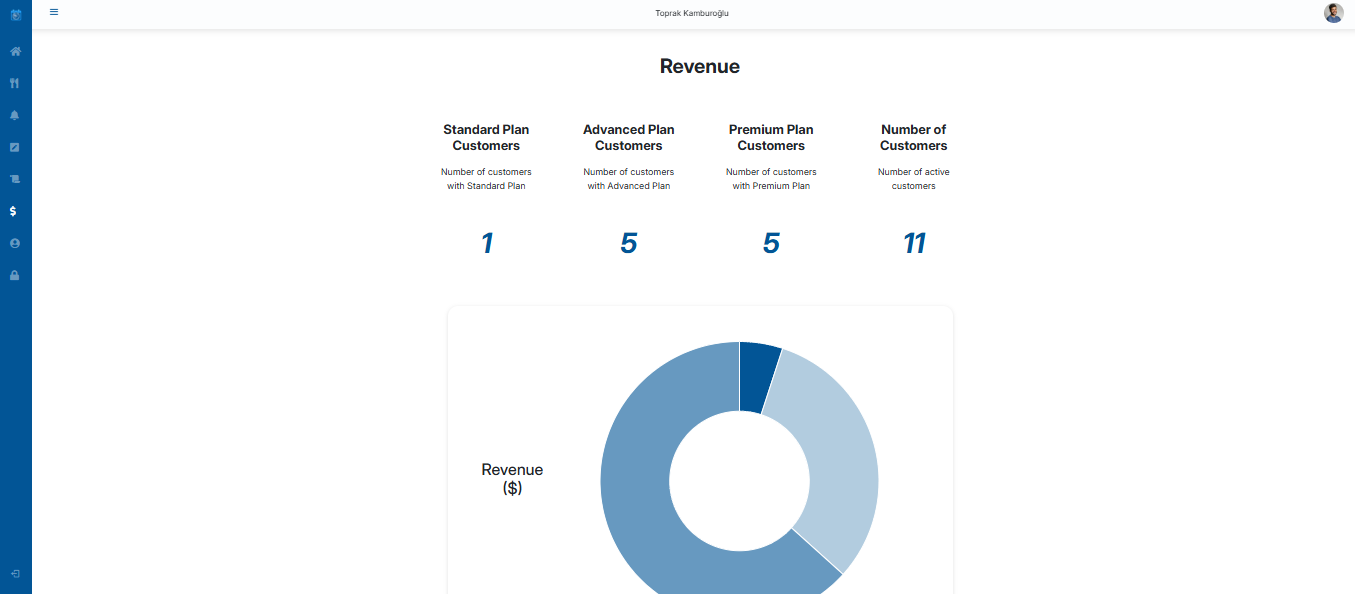 Toprak Kamburoğlu
Revenue
Standard Plan
Customers
Number of customers
with Standard Plan
1
Advanced Plan
Customers
Number of customers
with Advanced Plan
5
Premium Plan
Customers
Number of customers
with Premium Plan
5
Number of
Customers
Number of active
customers
11
Revenue
($)